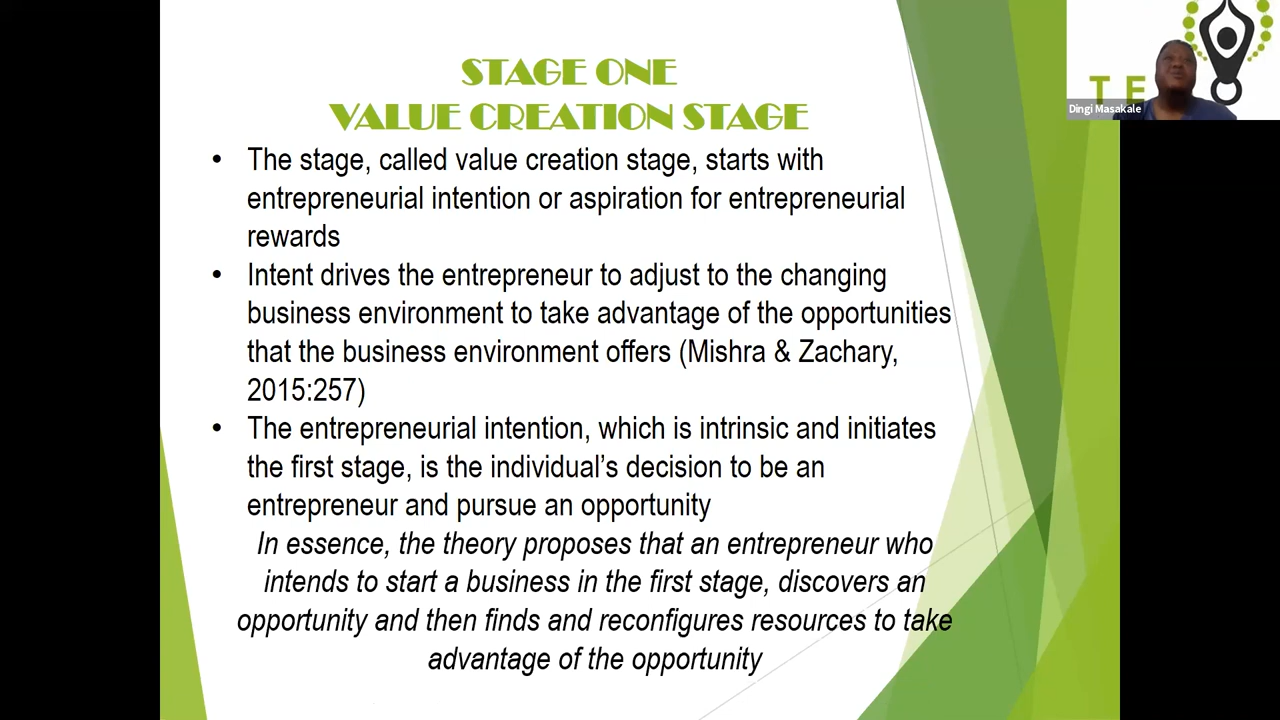 STAGE ONE
VALUE CREATION STAGE
• The stage, called value creation stage, starts with
entrepreneurial intention or aspiration for entrepreneurial
rewards
• Intent drives the entrepreneur to adjust to the changing
business environment to take advantage of the opportunities
that the business environment offers (Mishra & Zachary,
2015:257)
• The entrepreneurial intention, which is intrinsic and initiates
the first stage, is the individual's decision to be an
entrepreneur and pursue an opportunity
In essence, the theory proposes that an entrepreneur who
intends to start a business in the first stage, discovers an
opportunity and then finds and reconfigures resources to take
advantage of the opportunity
TE
Dingi Masakale